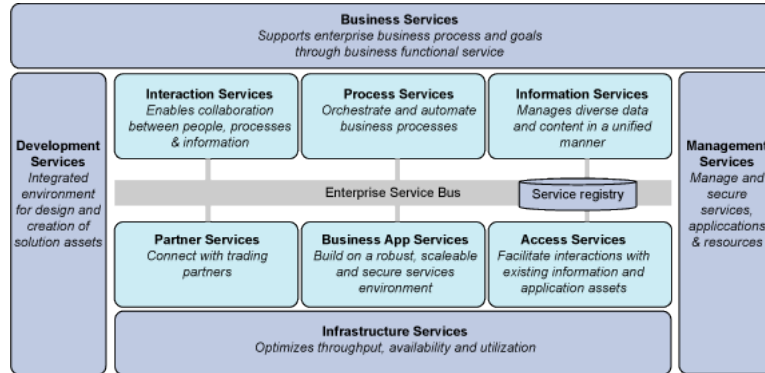 Business Services
Supports enterprise business process and goals
through business functional service
Development
Services
Integrated
environment
for design and
creation of
solution assets
Interaction Services
Enables collaboration
between people, processes
& information
Process Services
Orchestrate and automate
business processes
Information Services
Manages diverse data
and content in a unified
manner
Management
Services
Manage and
secure
services,
appliccations
& resources
Enterprise Service Bus
Service registry
Partner Services
Connect with trading
partners
Business App Services
Build on a robust, scaleable
and secure services
environment
Access Services
Facilitate interactions with
existing information and
application assets
Infrastructure Services
Optimizes throughput, availability and utilization